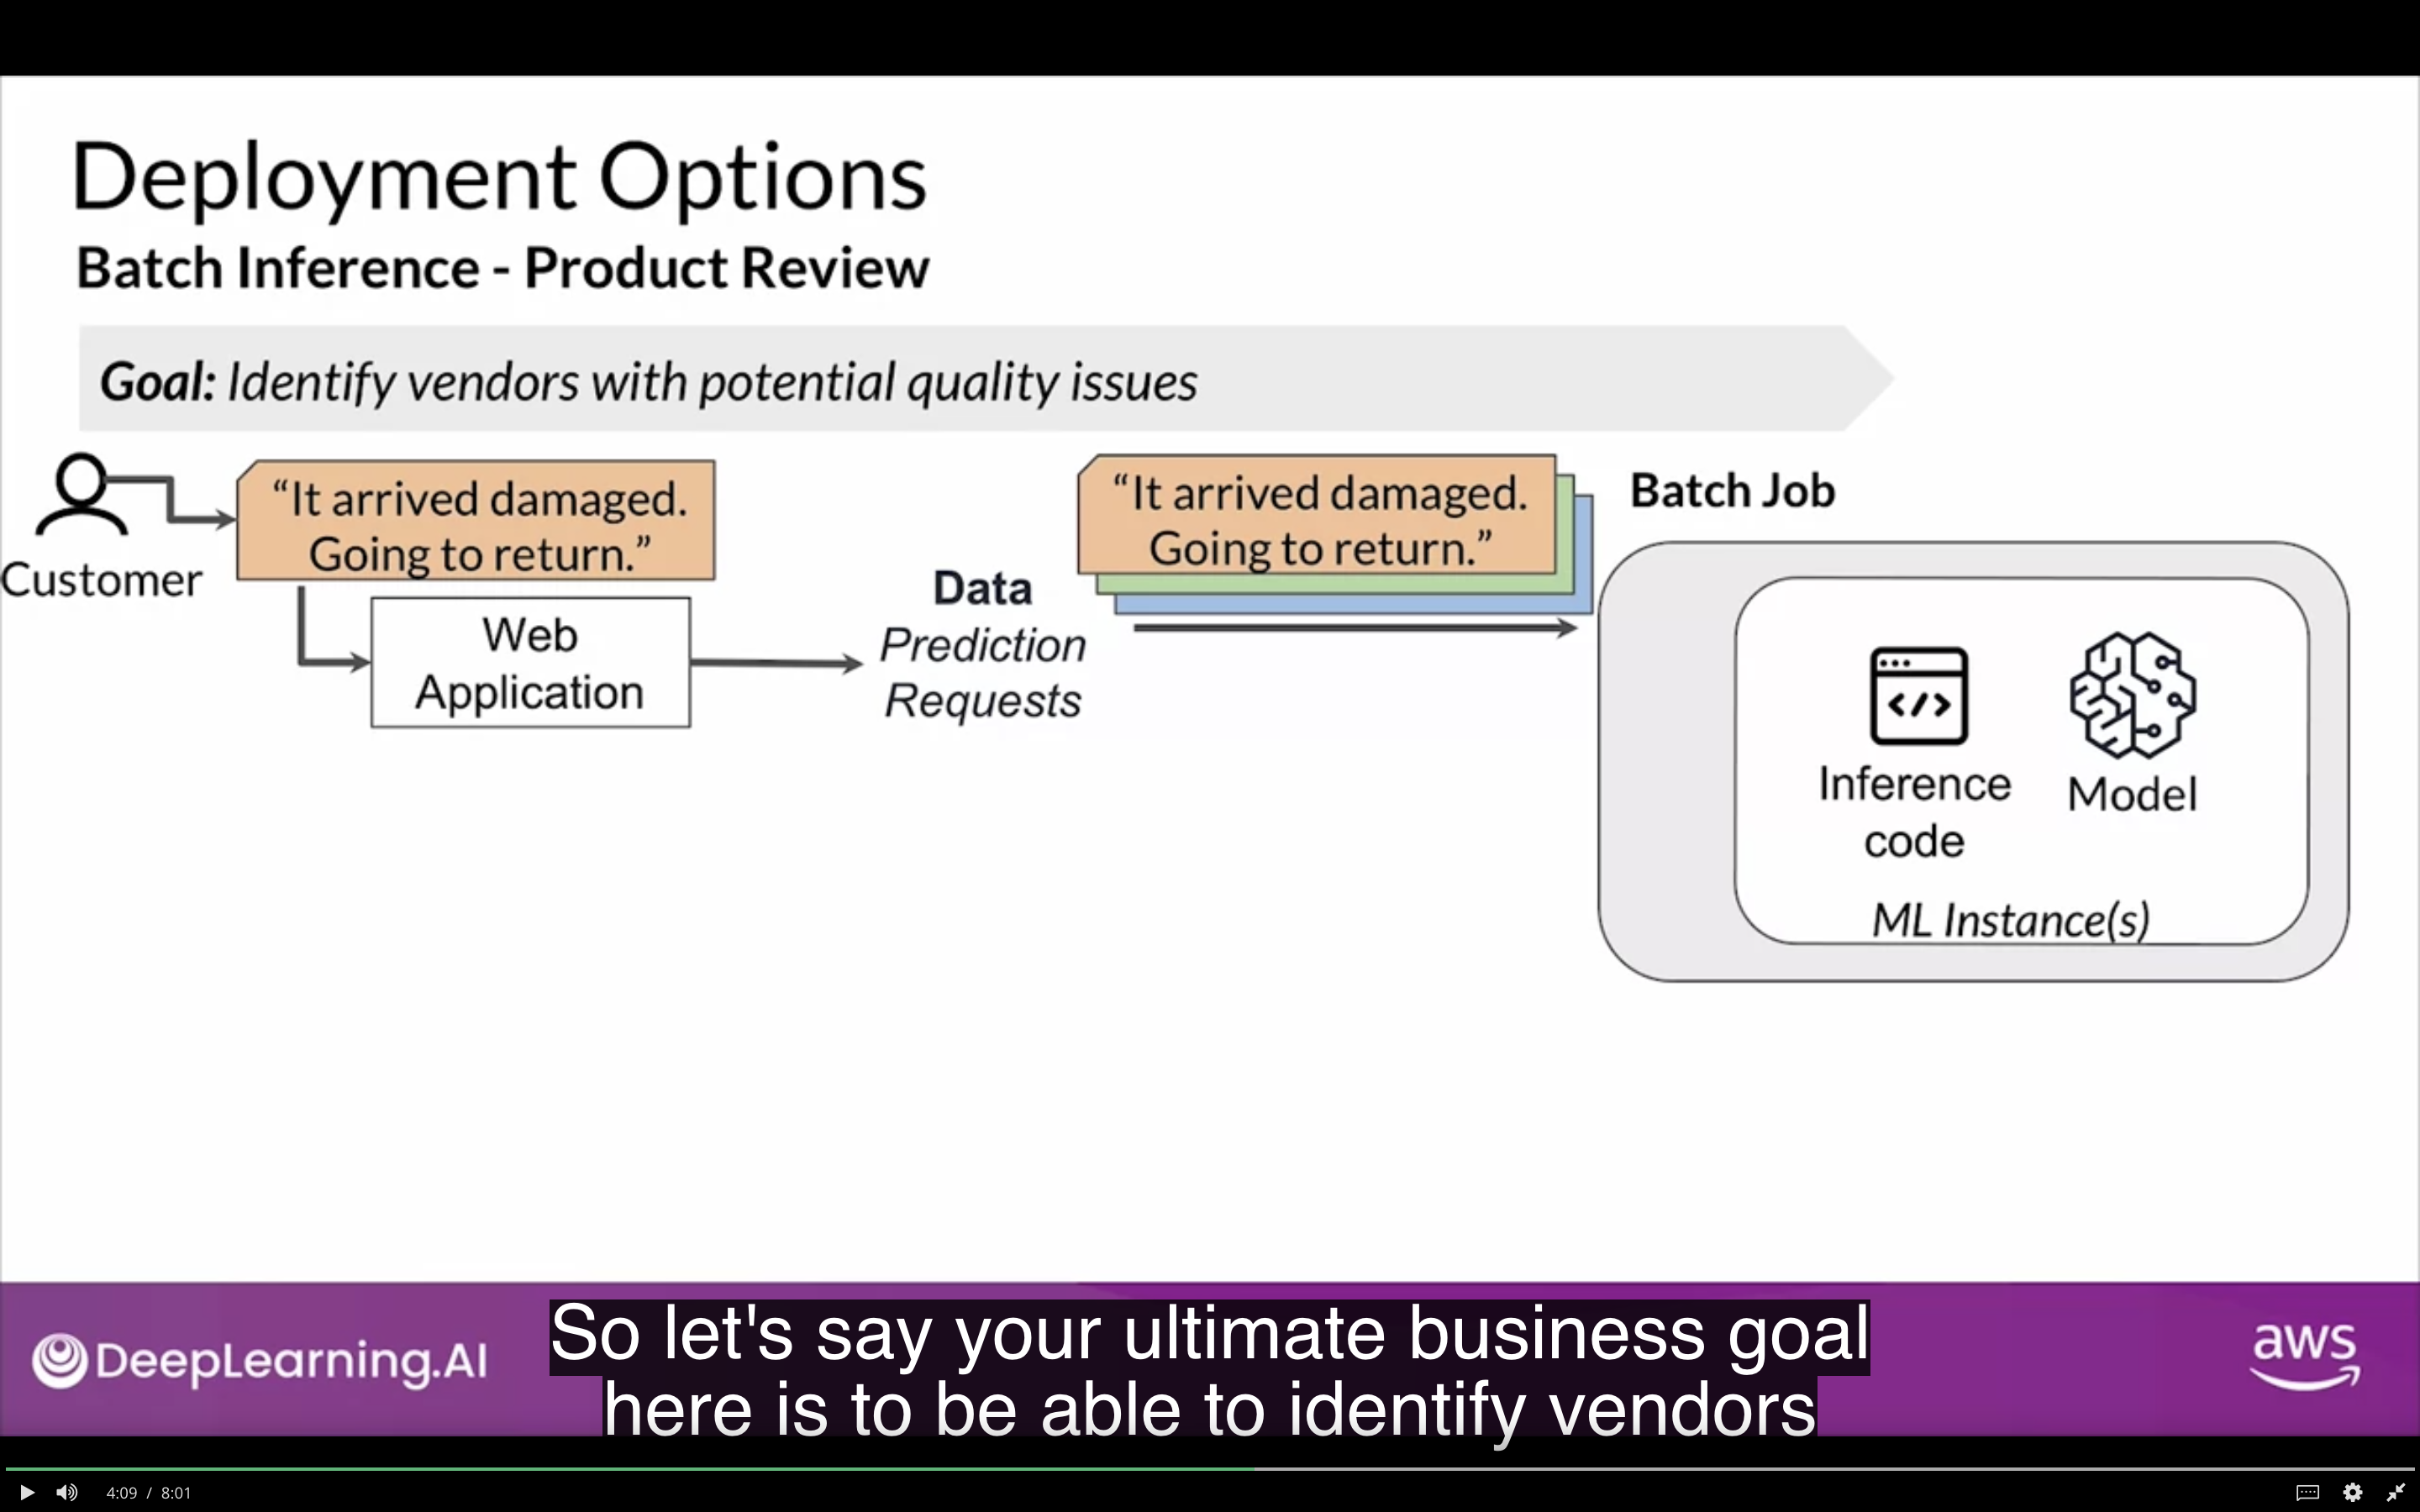 Deployment Options
Batch Inference - Product Review
Goal: Identify vendors with potential quality issues
Customer
“It arrived damaged.
Going to return.”
Web
Application
Data
Prediction
Requests
“It arrived damaged.
Going to return.”
Batch Job
Inference
code
Model
ML Instance(s)
DeepLearning.AI
So let's say your ultimate business goal
here is to be able to identify vendors
aws
4:09 / 8:01